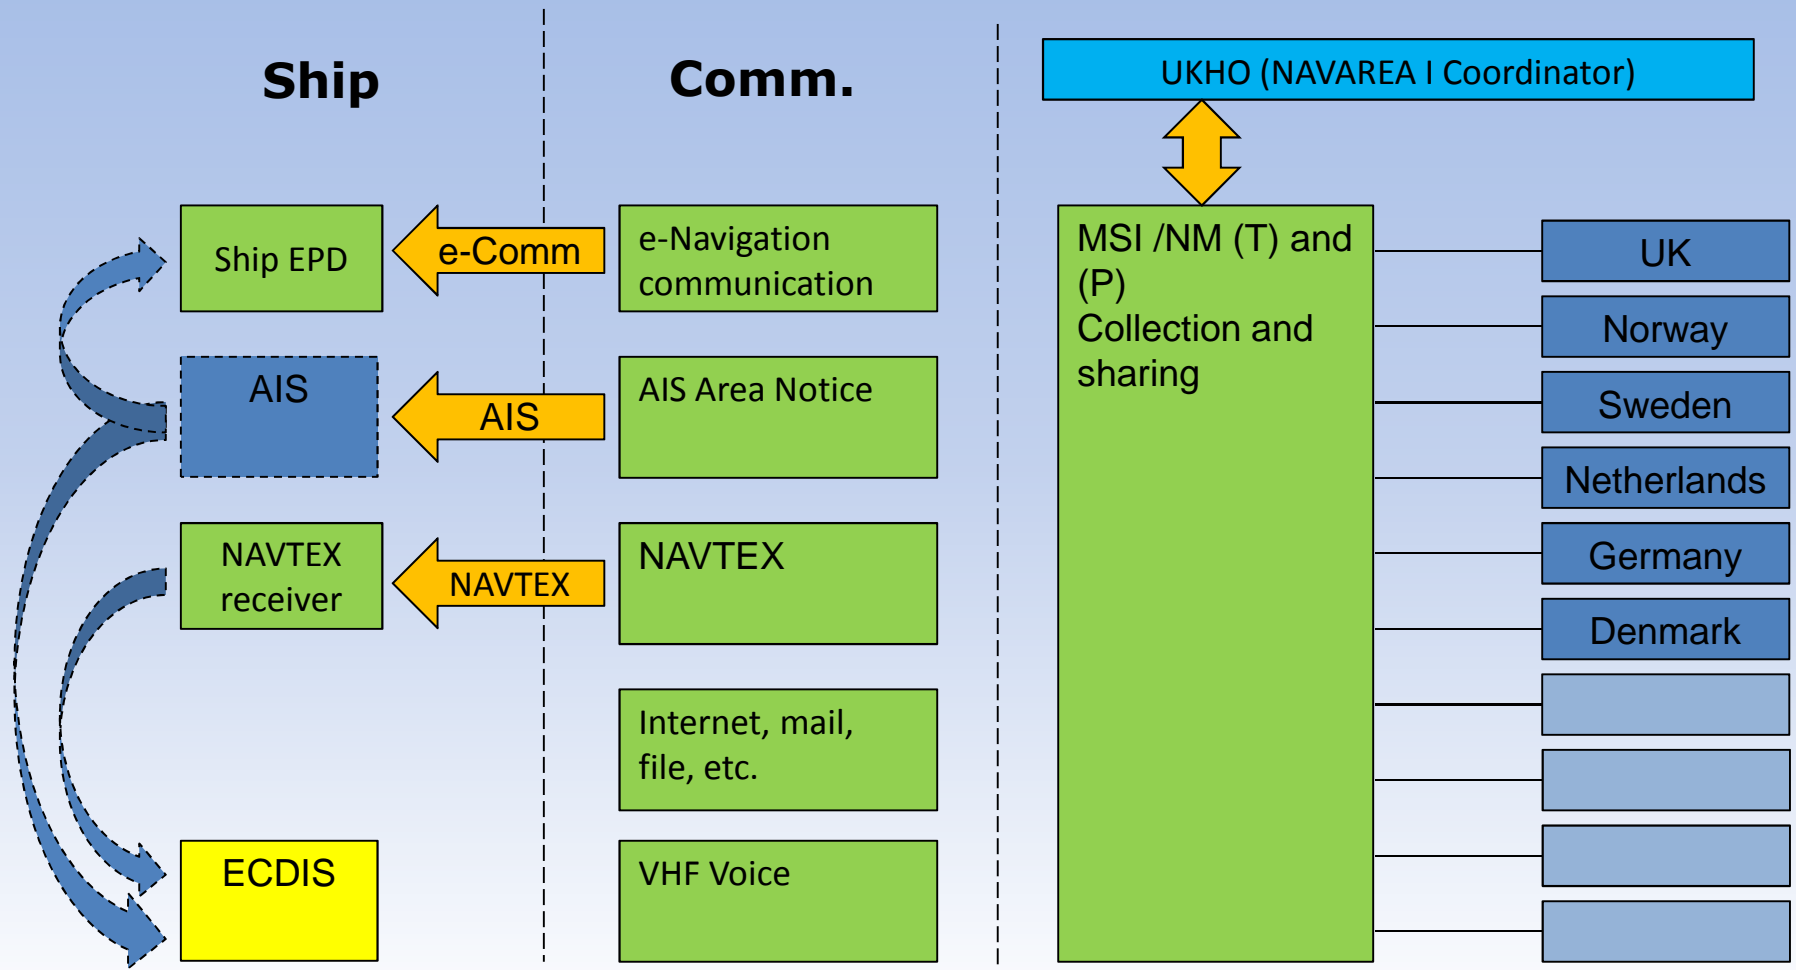 Ship
Comm.
UKHO (NAVAREA I Coordinator)
Ship EPD
e-Comm
e-Navigation
communication
MSI /NM (T) and
(P)
Collection and
sharing
UK
Norway
AIS
AIS
AIS Area Notice
Sweden
Netherlands
NAVTEX
receiver
NAVTEX
NAVTEX
Germany
Denmark
Internet, mail,
file, etc.
ECDIS
VHF Voice